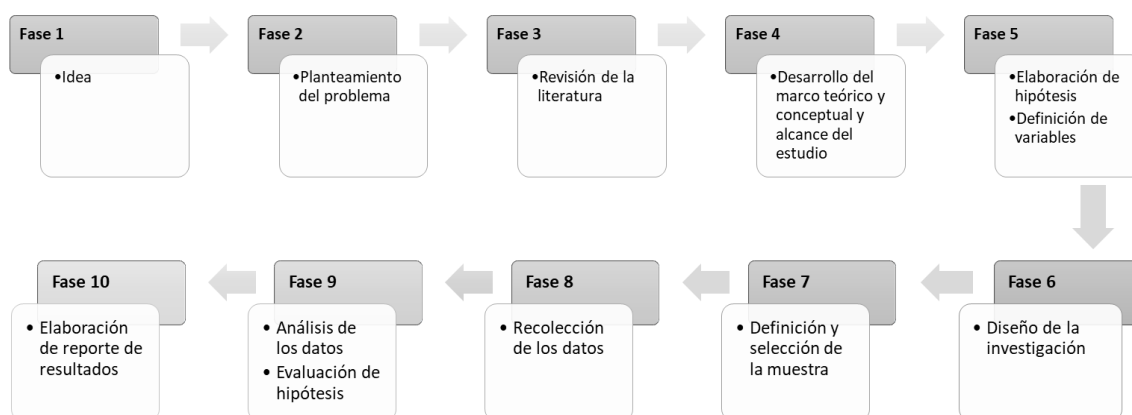 Fase 1
•Idea
Fase 2
•Planteamiento
del problema
Fase 3
•Revisión de la
literatura
Fase 4
•Desarrollo del
marco teórico y
conceptual y
alcance del
estudio
Fase 5
•Elaboración de
hipótesis
•Definición de
variables
Fase 6
• Diseño de la
investigación
Fase 7
• Definición y
selección de
la muestra
Fase 8
• Recolección
de los datos
Fase 9
• Análisis de
los datos
• Evaluación de
hipótesis
Fase 10
• Elaboración
de reporte de
resultados